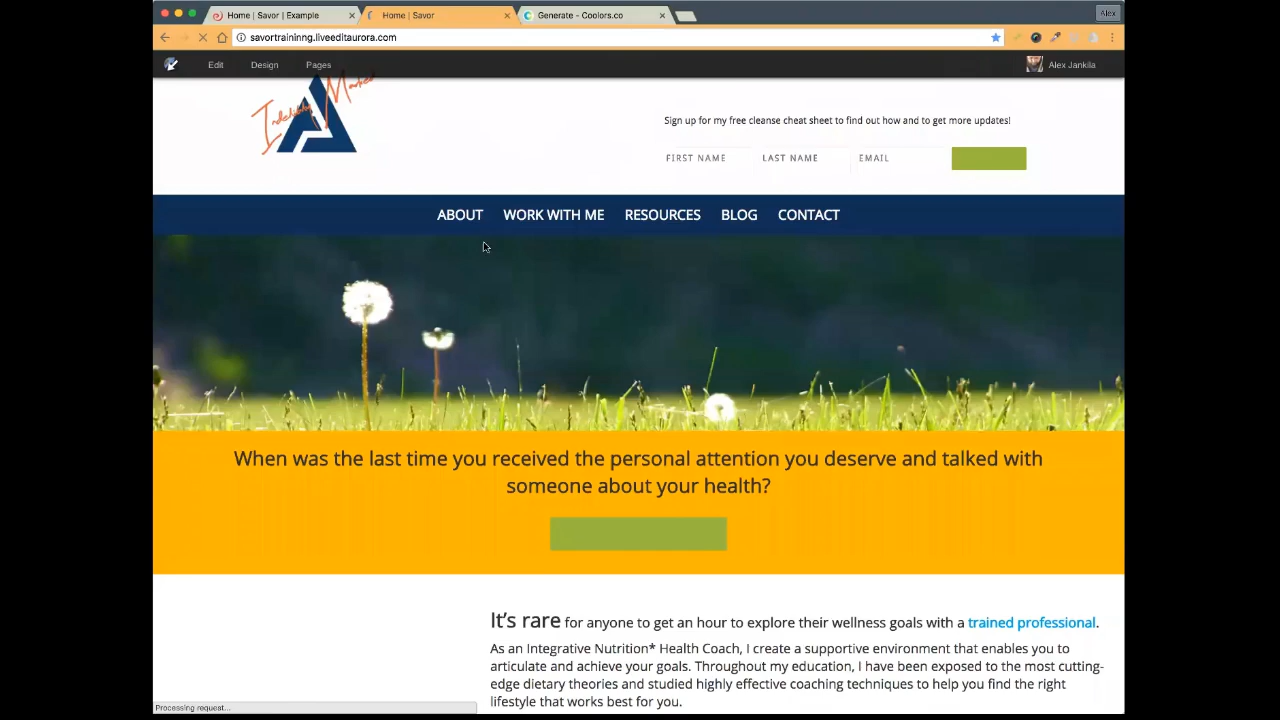 Home | Savor | Example
Home | Savor
Generate - Coolors.co
Alex
savortraininng.liveeditaurora.com
Edit
Design
Pages
Alex Jankila
Indelibly Marked
Sign up for my free cleanse cheat sheet to find out how and to get more updates!
FIRST NAME
LAST NAME
EMAIL
ABOUT
WORK WITH ME
RESOURCES
BLOG
CONTACT
When was the last time you received the personal attention you deserve and talked with
someone about your health?
It's rare for anyone to get an hour to explore their wellness goals with a trained professional.
As an Integrative Nutrition* Health Coach, I create a supportive environment that enables you to
articulate and achieve your goals. Throughout my education, I have been exposed to the most cutting-
edge dietary theories and studied highly effective coaching techniques to help you find the right
lifestyle that works best for you.
Processing request...